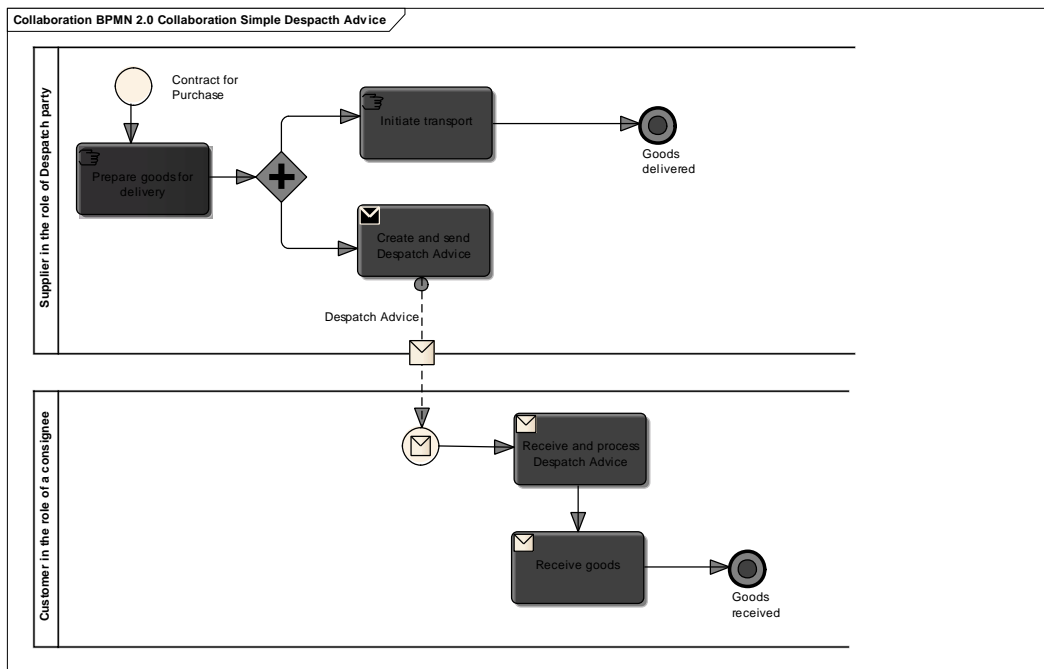 Collaboration BPMN 2.0 Collaboration Simple Despacth Advice
Supplier in the role of Despatch party
Contract for
Purchase
Prepare goods for
delivery
Initiate transport
Goods
delivered
Create and send
Despatch Advice
Despatch Advice
Customer in the role of a consignee
Receive and process
Despatch Advice
Receive goods
Goods
received